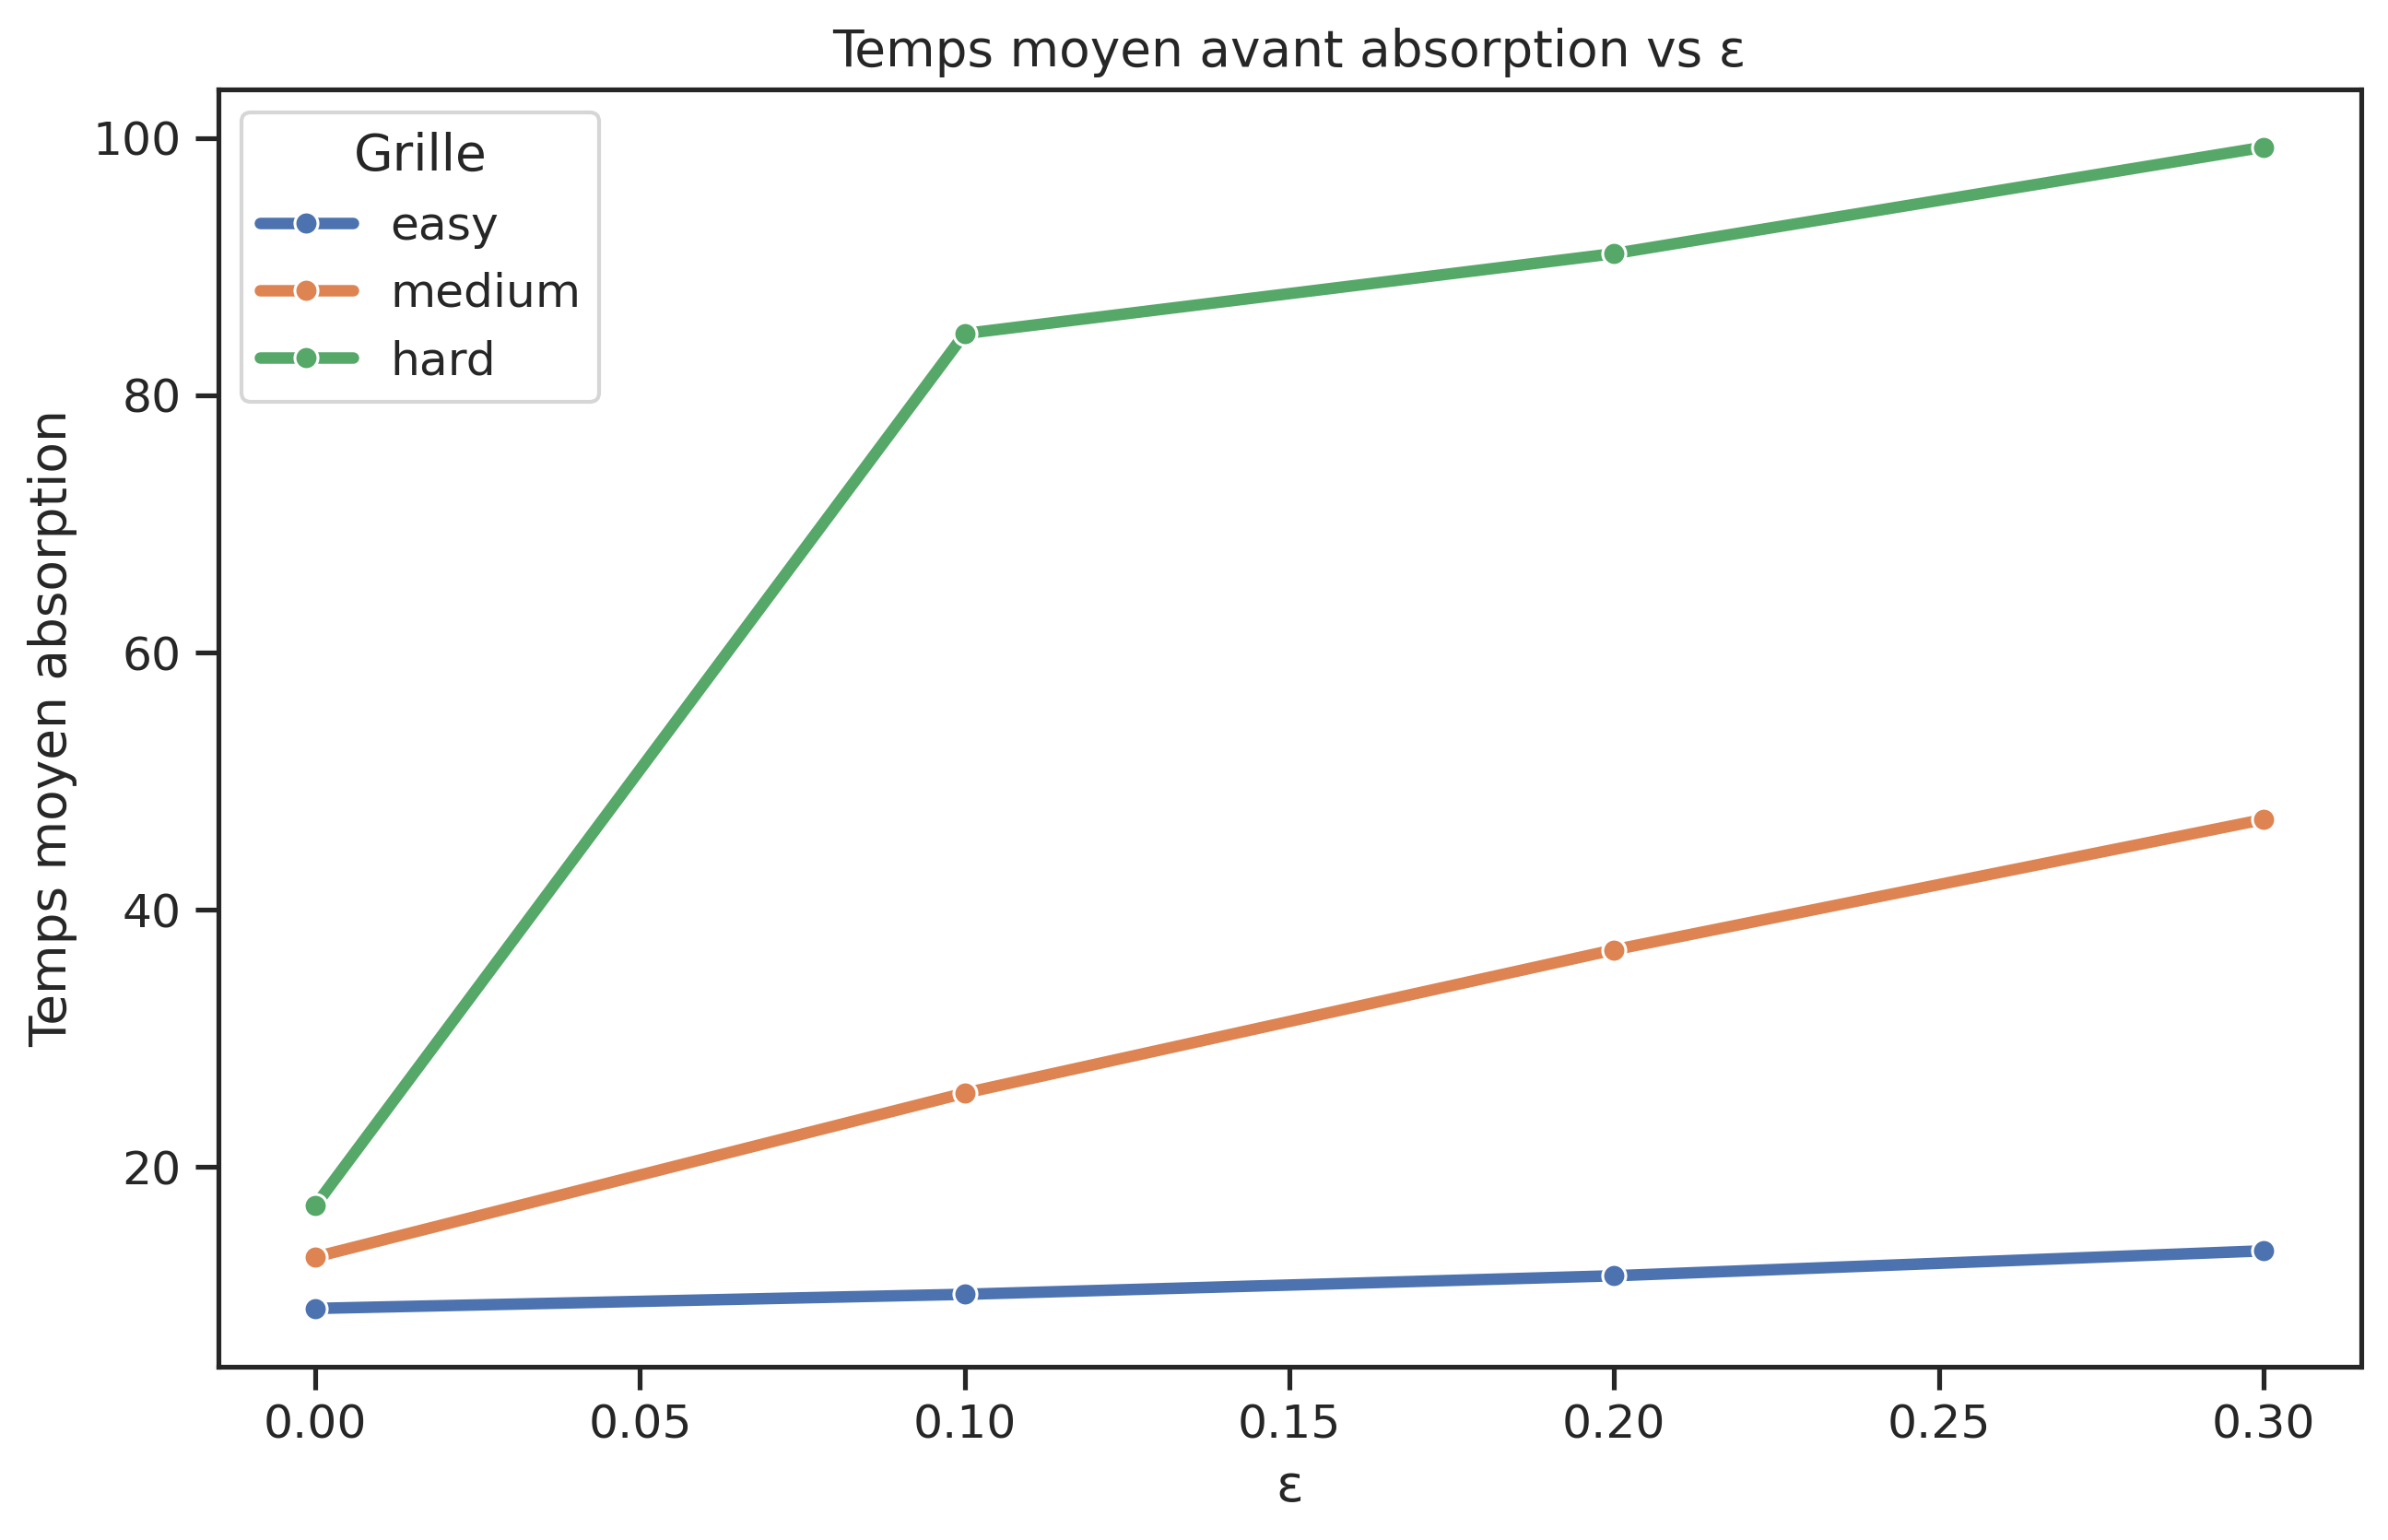 Temps moyen avant absorption vs ε
Grille
easy
medium
hard
Temps moyen absorption
100
80
60
40
20
0.00 0.05 0.10 0.15 0.20 0.25 0.30
ε